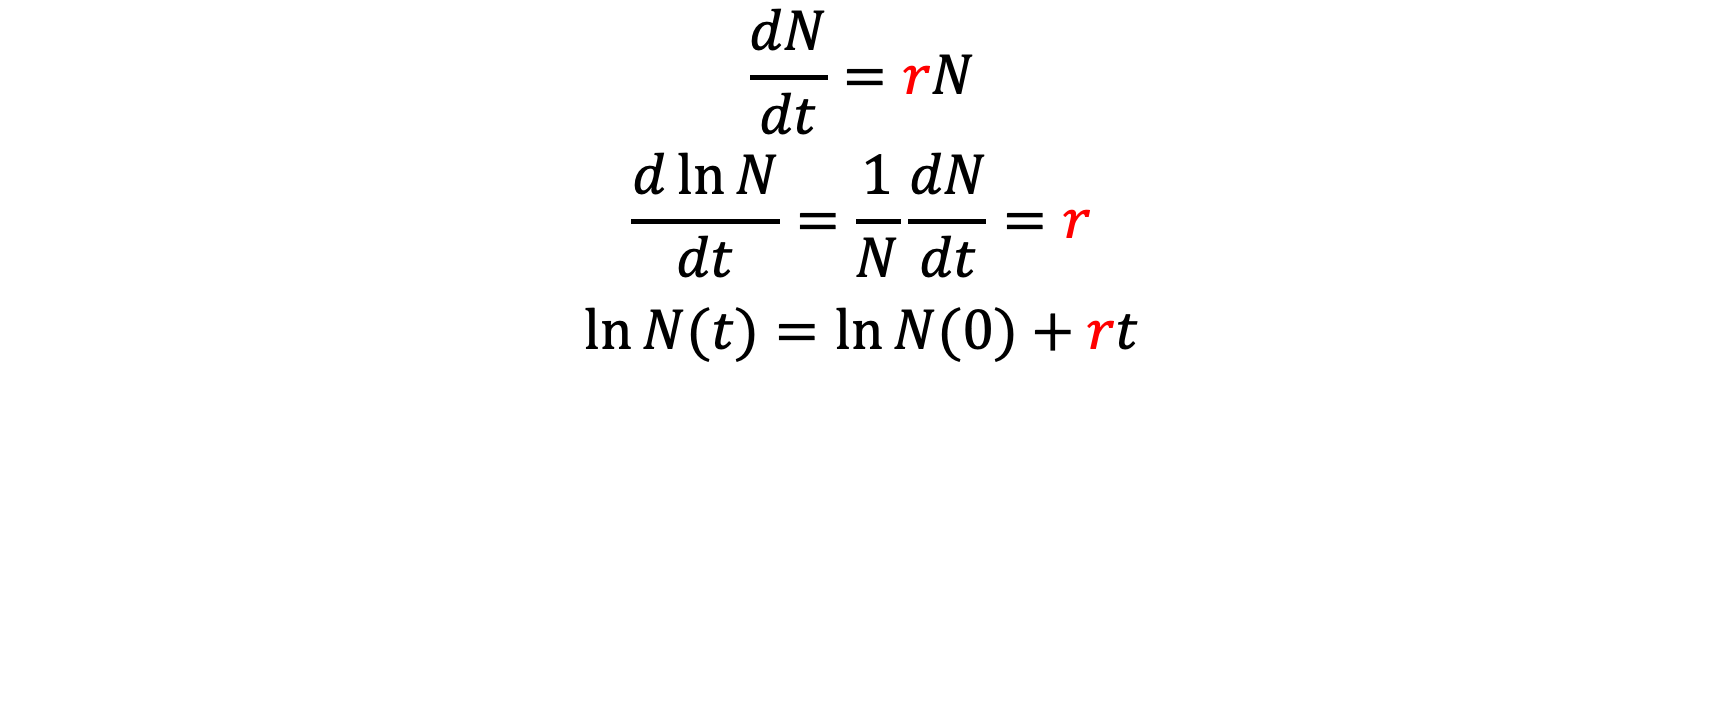 dN/dt = rN
d ln N/dt = 1/N dN/dt = r
ln N(t) = ln N(0) + rt